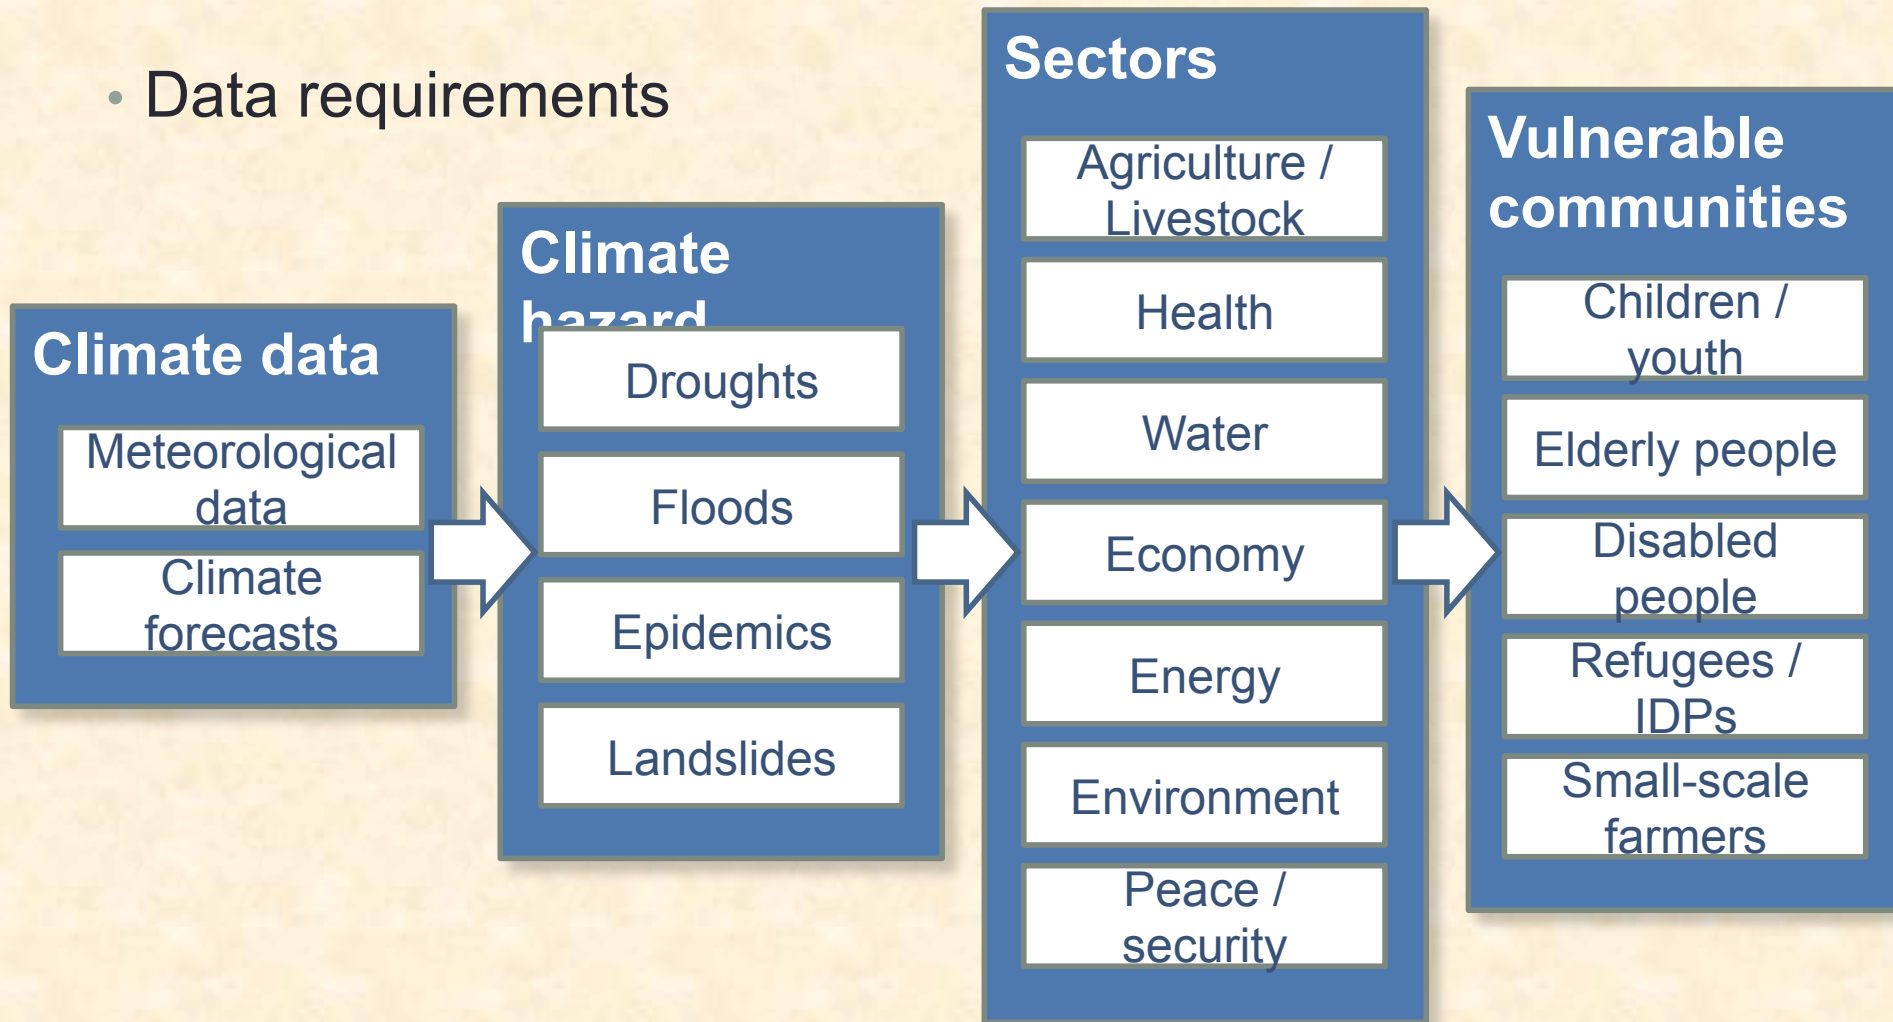 • Data requirements
Climate data
Meteorological
data
Climate
forecasts
Climate
hazard
Droughts
Floods
Epidemics
Landslides
Sectors
Agriculture /
Livestock
Health
Water
Economy
Energy
Environment
Peace /
security
Vulnerable
communities
Children /
youth
Elderly people
Disabled
people
Refugees /
IDPs
Small-scale
farmers